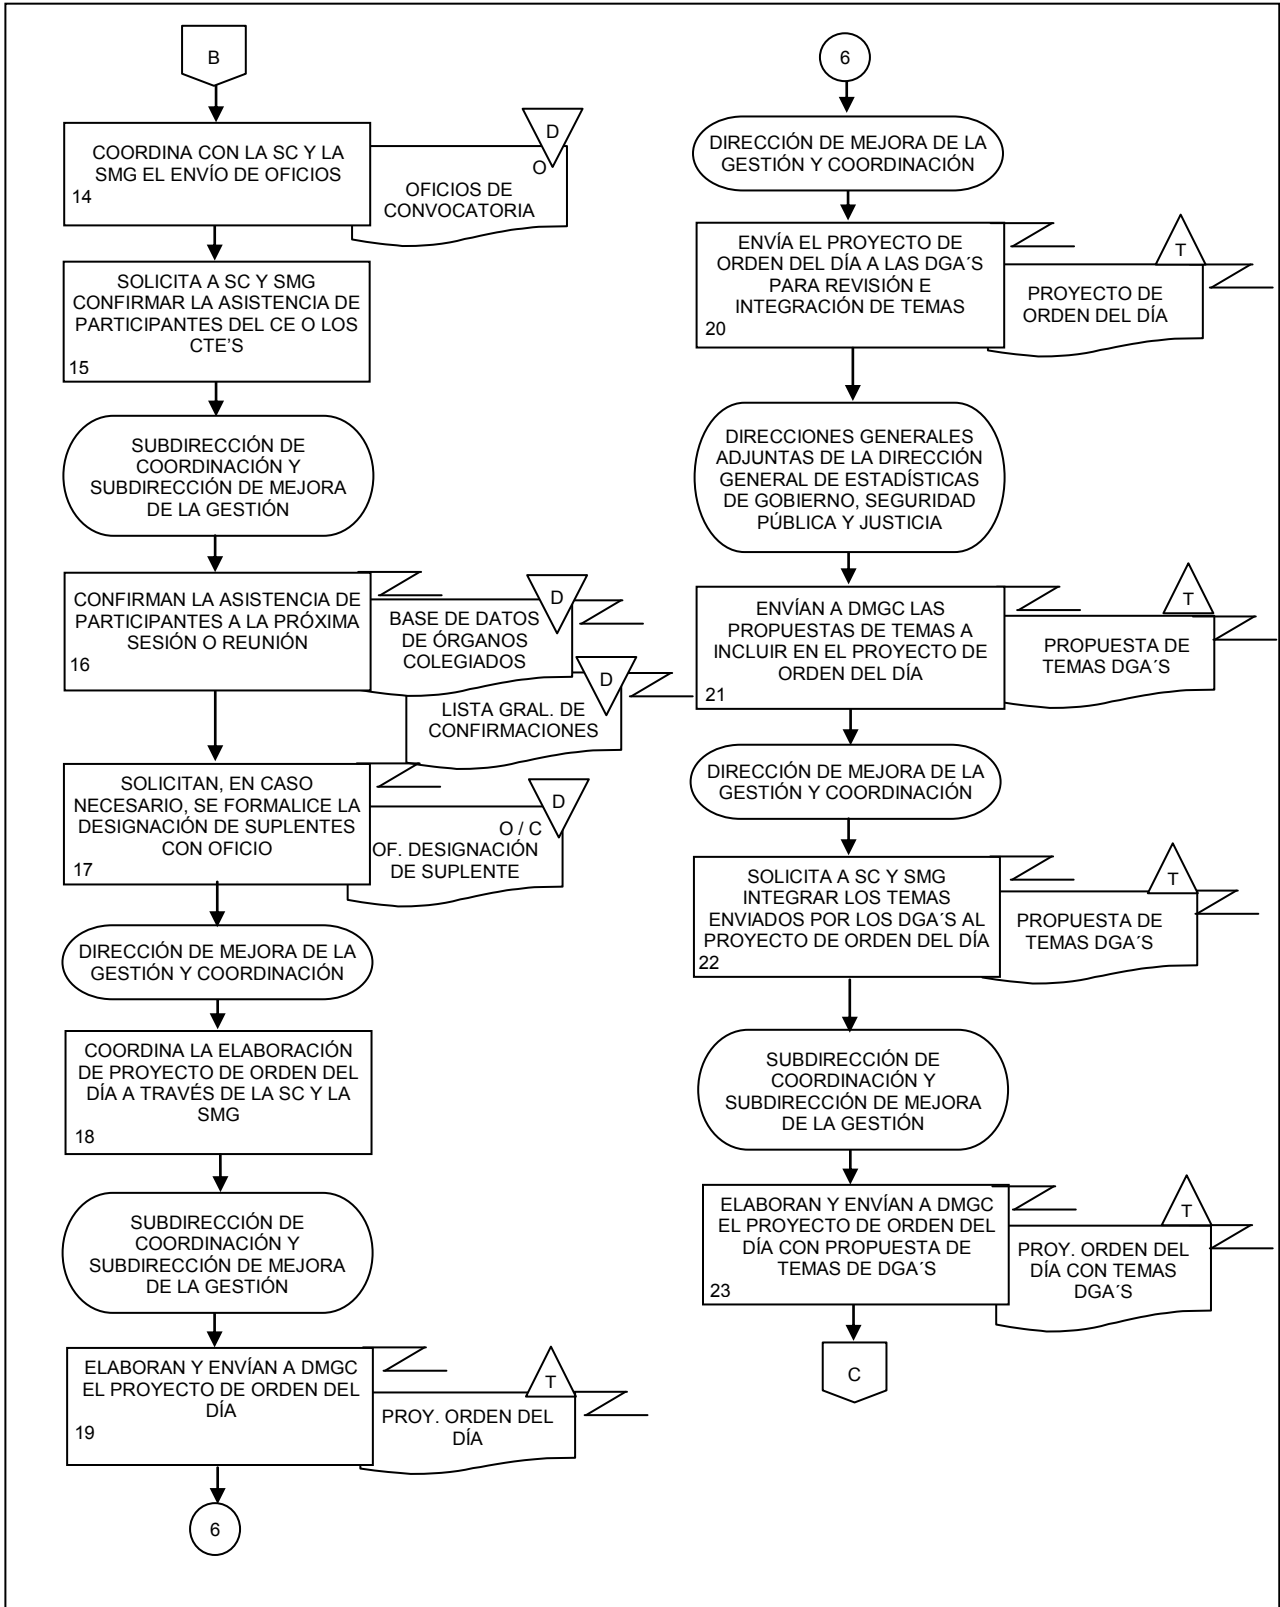 B
COORDINA CON LA SC Y LA
SMG EL ENVÍO DE OFICIOS
14
D
O
OFICIOS DE
CONVOCATORIA
SOLICITA A SC Y SMG
CONFIRMAR LA ASISTENCIA DE
PARTICIPANTES DEL CE O LOS
CTE'S
15
SUBDIRECCIÓN DE
COORDINACIÓN Y
SUBDIRECCIÓN DE MEJORA
DE LA GESTIÓN
CONFIRMAN LA ASISTENCIA DE
PARTICIPANTES A LA PRÓXIMA
SESIÓN O REUNIÓN
16
D
BASE DE DATOS
DE ÓRGANOS
COLEGIADOS
D
LISTA GRAL. DE
CONFIRMACIONES
SOLICITAN, EN CASO
NECESARIO, SE FORMALICE LA
DESIGNACIÓN DE SUPLENTES
CON OFICIO
17
D
O / C
OF. DESIGNACIÓN
DE SUPLENTE
DIRECCIÓN DE MEJORA DE LA
GESTIÓN Y COORDINACIÓN
COORDINA LA ELABORACIÓN
DE PROYECTO DE ORDEN DEL
DÍA A TRAVÉS DE LA SC Y LA
SMG
18
SUBDIRECCIÓN DE
COORDINACIÓN Y
SUBDIRECCIÓN DE MEJORA
DE LA GESTIÓN
ELABORAN Y ENVÍAN A DMGC
EL PROYECTO DE ORDEN DEL
DÍA
19
T
PROY. ORDEN DEL
DÍA
6
6
DIRECCIÓN DE MEJORA DE LA
GESTIÓN Y COORDINACIÓN
ENVÍA EL PROYECTO DE
ORDEN DEL DÍA A LAS DGA´S
PARA REVISIÓN E
INTEGRACIÓN DE TEMAS
20
T
PROYECTO DE
ORDEN DEL DÍA
DIRECCIONES GENERALES
ADJUNTAS DE LA DIRECCIÓN
GENERAL DE ESTADÍSTICAS
DE GOBIERNO, SEGURIDAD
PÚBLICA Y JUSTICIA
ENVÍAN A DMGC LAS
PROPUESTAS DE TEMAS A
INCLUIR EN EL PROYECTO DE
ORDEN DEL DÍA
21
T
PROPUESTA DE
TEMAS DGA´S
DIRECCIÓN DE MEJORA DE LA
GESTIÓN Y COORDINACIÓN
SOLICITA A SC Y SMG
INTEGRAR LOS TEMAS
ENVIADOS POR LOS DGA´S AL
PROYECTO DE ORDEN DEL DÍA
22
T
PROPUESTA DE
TEMAS DGA´S
SUBDIRECCIÓN DE
COORDINACIÓN Y
SUBDIRECCIÓN DE MEJORA
DE LA GESTIÓN
ELABORAN Y ENVÍAN A DMGC
EL PROYECTO DE ORDEN DEL
DÍA CON PROPUESTA DE
TEMAS DE DGA´S
23
T
PROY. ORDEN DEL
DÍA CON TEMAS
DGA´S
C